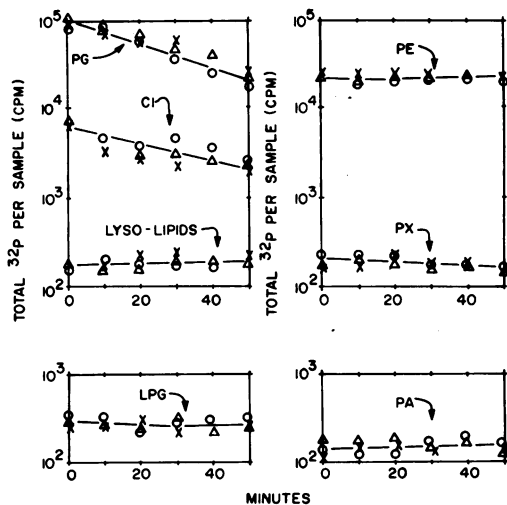 TOTAL 32P PER SAMPLE (CPM)
10^5
10^4
10^3
10^2
PG
CI
LYSO-LIPIDS
0 20 40
TOTAL 32P PER SAMPLE (CPM)
10^5
10^4
10^3
10^2
PE
PX
0 20 40
10^3
10^2
LPG
0 20 40
10^3
10^2
PA
0 20 40
MINUTES